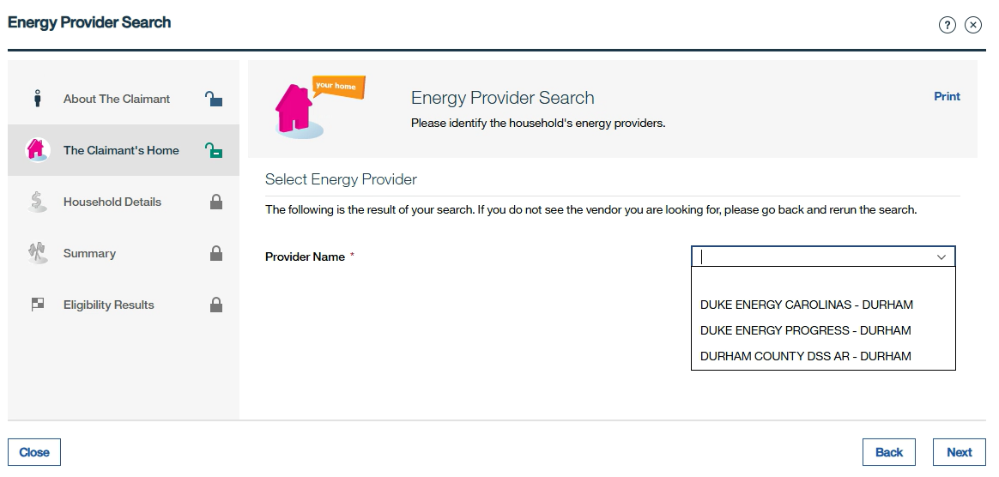 Energy Provider Search
?
About The Claimant
The Claimant's Home
Household Details
Summary
Eligibility Results
your home
Energy Provider Search
Please identify the household's energy providers.
Print
Select Energy Provider
The following is the result of your search. If you do not see the vendor you are looking for, please go back and rerun the search.
Provider Name *
DUKE ENERGY CAROLINAS - DURHAM
DUKE ENERGY PROGRESS - DURHAM
DURHAM COUNTY DSS AR - DURHAM
Close
Back
Next